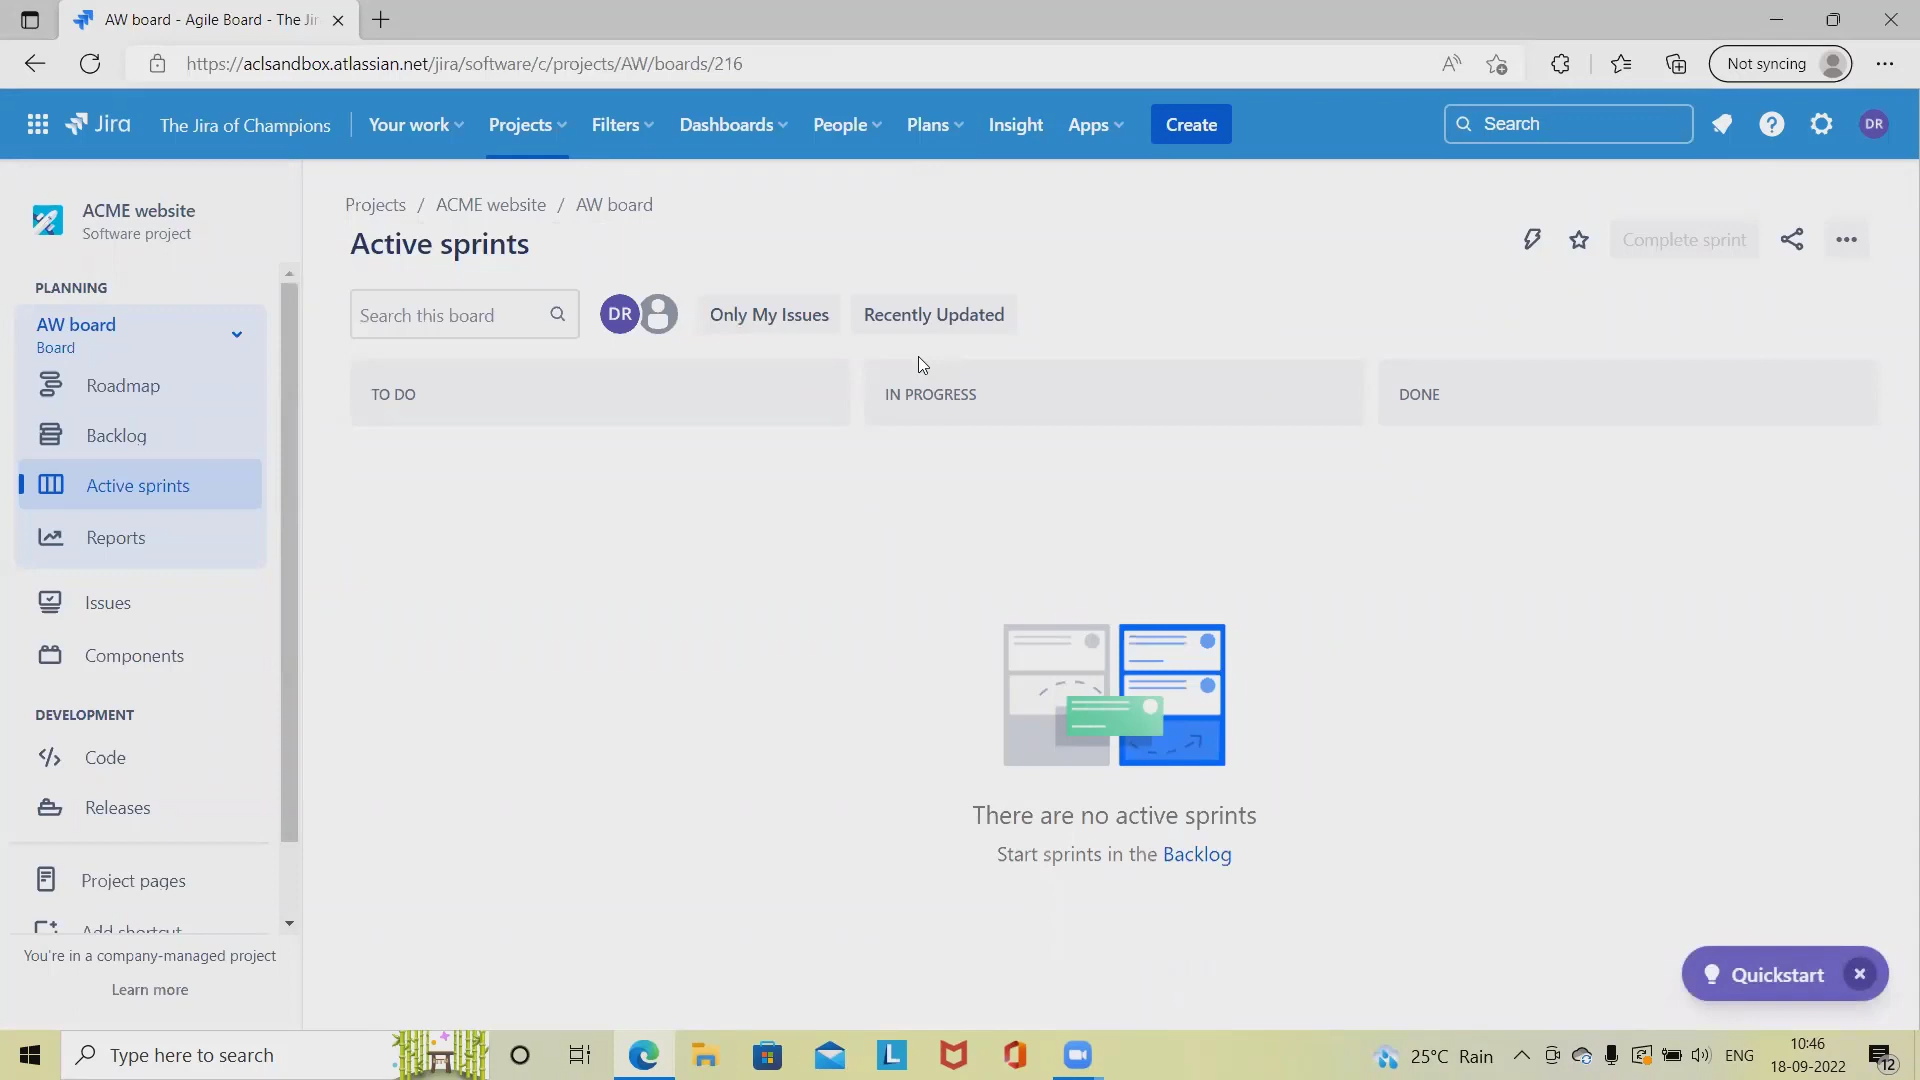 AW board - Agile Board - The Jir
https://aclsandbox.atlassian.net/jira/software/c/projects/AW/boards/216
Not syncing
Jira
The Jira of Champions
Your work
Projects
Filters
Dashboards
People
Plans
Insight
Apps
Create
Search
DR
ACME website
Software project
PLANNING
AW board
Board
Roadmap
Backlog
Active sprints
Reports
Issues
Components
DEVELOPMENT
Code
Releases
Project pages
Add shortcut
You're in a company-managed project
Learn more
Projects / ACME website / AW board
Active sprints
Complete sprint
Search this board
DR
Only My Issues
Recently Updated
TO DO
IN PROGRESS
DONE
There are no active sprints
Start sprints in the Backlog
Quickstart
Type here to search
L
25°C Rain
ENG
10:46
18-09-2022
12